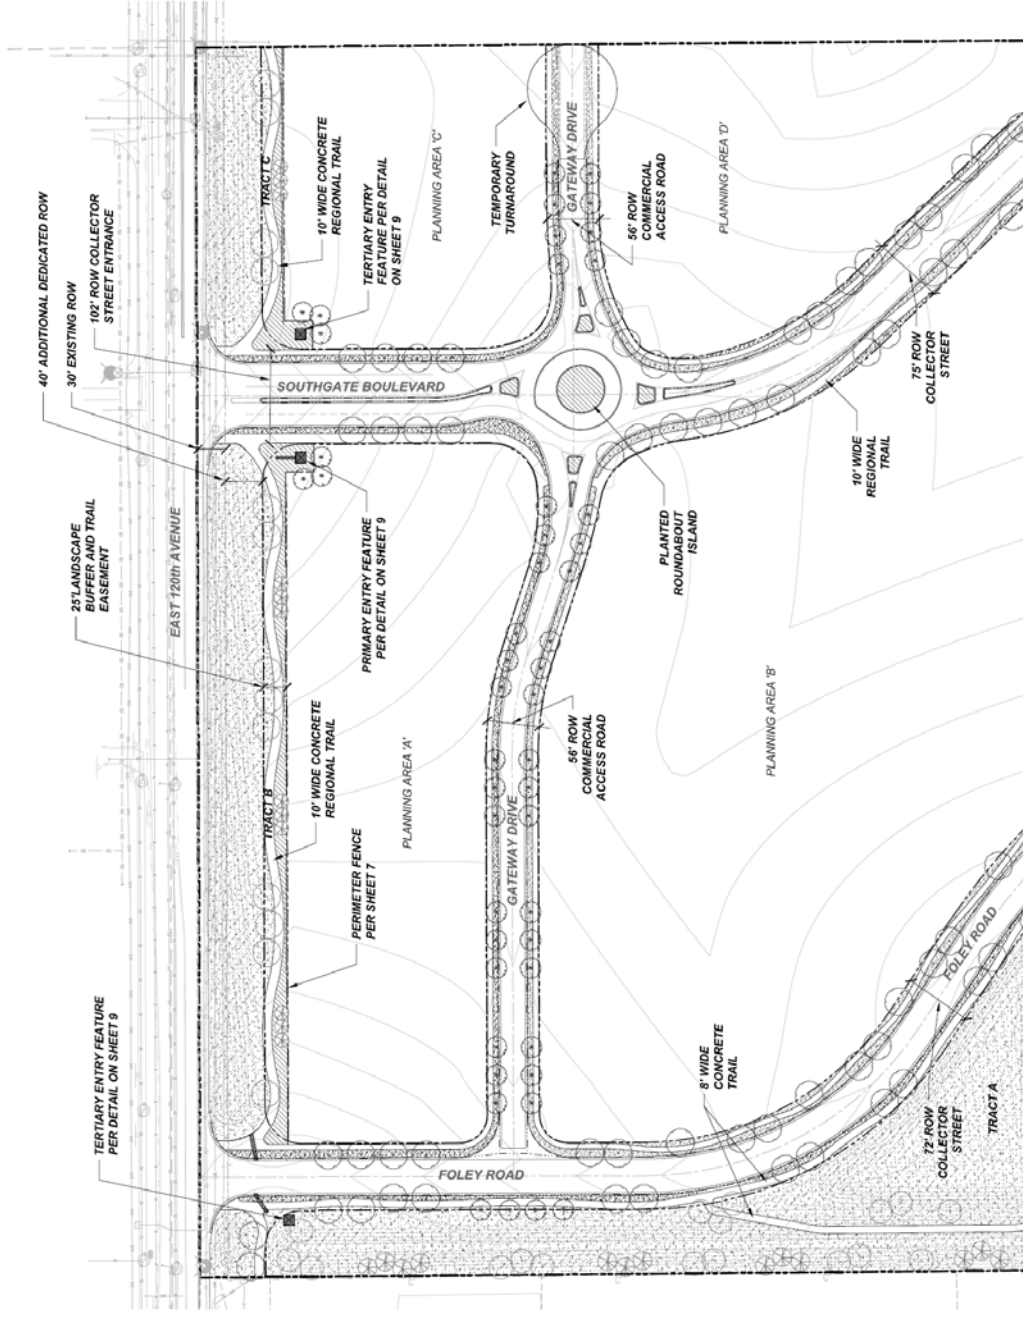 40' ADDITIONAL DEDICATED ROW
30' EXISTING ROW
102' ROW COLLECTOR
STREET ENTRANCE
TRACT C
10' WIDE CONCRETE
REGIONAL TRAIL
TERTIARY ENTRY
FEATURE PER DETAIL
ON SHEET 9
PLANNING AREA 'C'
TEMPORARY
TURNAROUND
GATEWAY DRIVE
56' ROW
COMMERCIAL
ACCESS ROAD
PLANNING AREA 'D'
SOUTHGATE BOULEVARD
75' ROW
COLLECTOR
STREET
10' WIDE
REGIONAL
TRAIL
25'LANDSCAPE
BUFFER AND TRAIL
EASEMENT
EAST 120th AVENUE
PRIMARY ENTRY FEATURE
PER DETAIL ON SHEET 9
PLANTED
ROUNDABOUT
ISLAND
TRACT B
10' WIDE CONCRETE
REGIONAL TRAIL
PLANNING AREA 'A'
PERIMETER FENCE
PER SHEET 7
56' ROW
COMMERCIAL
ACCESS ROAD
GATEWAY DRIVE
PLANNING AREA 'B'
TERTIARY ENTRY FEATURE
PER DETAIL ON SHEET 9
FOLEY ROAD
8' WIDE
CONCRETE
TRAIL
FOLEY ROAD
72' ROW
COLLECTOR
STREET
TRACT A